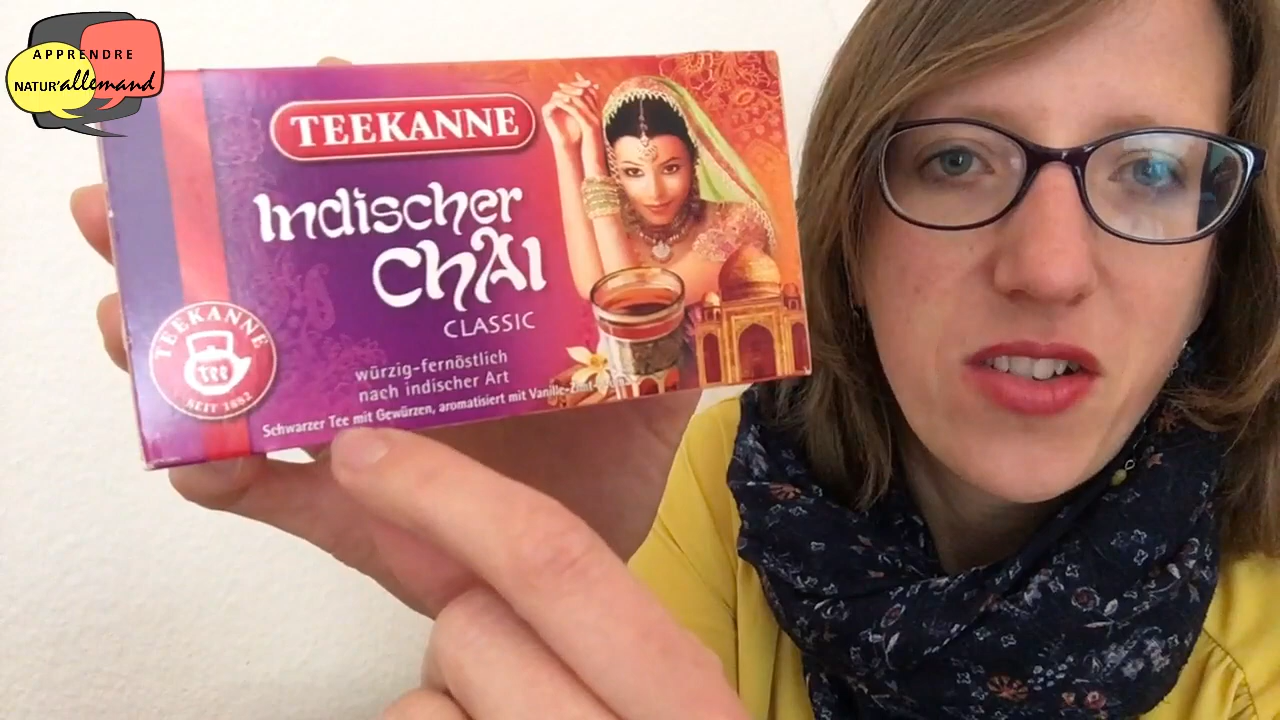 APPRENDRE
NATUR'allemand
TEEKANNE
Indischer
ChAI
CLASSIC
würzig-fernöstlich
nach indischer Art
Schwarzer Tee mit Gewürzen, aromatisiert mit Vanille-Zimt-
TEEKANNE
tee
SEIT 1882